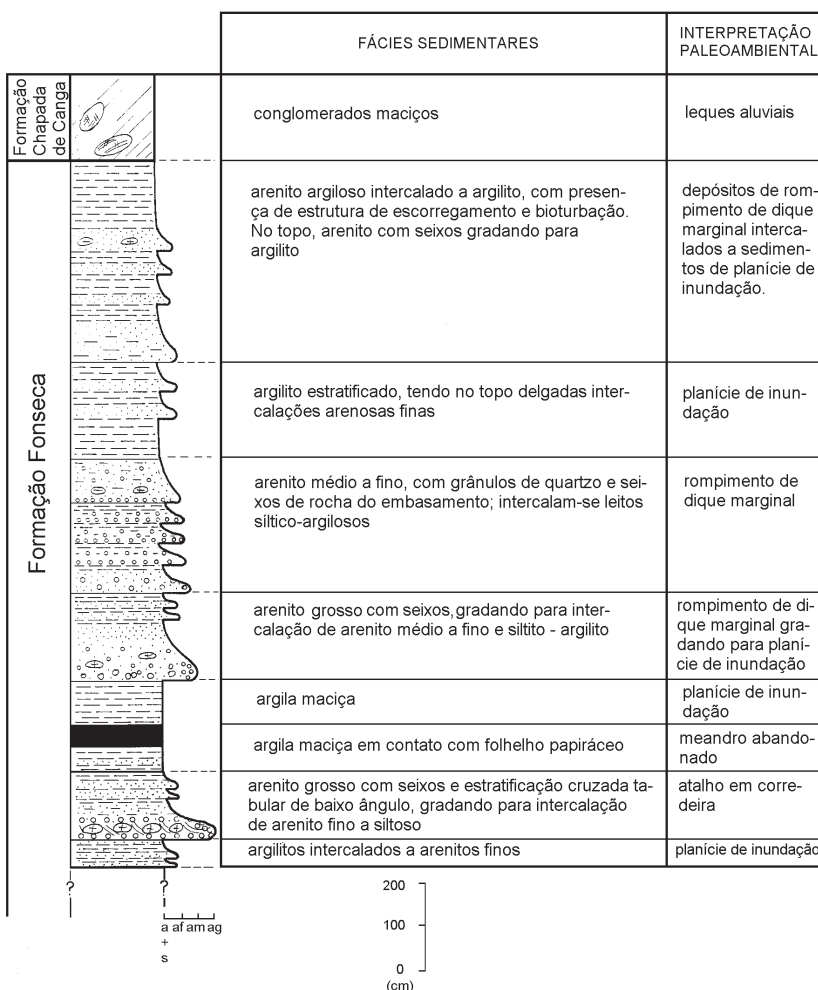 FÁCIES SEDIMENTARES
INTERPRETAÇÃO
PALEOAMBIENTAL
Formação
Chapada
de Canga
conglomerados maciços
leques aluviais
Formação Fonseca
arenito argiloso intercalado a argilito, com presen-
ça de estrutura de escorregamento e bioturbação.
No topo, arenito com seixos gradando para
argilito
depósitos de rom-
pimento de dique
marginal interca-
lados a sedimen-
tos de planície de
inundação.
argilito estratificado, tendo no topo delgadas inter-
calações arenosas finas
planície de inun-
dação
arenito médio a fino, com grânulos de quartzo e sei-
xos de rocha do embasamento; intercalam-se leitos
síltico-argilosos
rompimento de
dique marginal
arenito grosso com seixos, gradando para inter-
calação de arenito médio a fino e siltito - argilito
rompimento de di-
que marginal gra-
dando para planí-
cie de inundação
argila maciça
planície de inun-
dação
argila maciça em contato com folhelho papiráceo
meandro abando-
nado
arenito grosso com seixos e estratificação cruzada ta-
bular de baixo ângulo, gradando para intercalação
de arenito fino a siltoso
atalho em corre-
deira
argilitos intercalados a arenitos finos
planície de inundação
? ?
a af am ag
+
s
200
100
0
(cm)